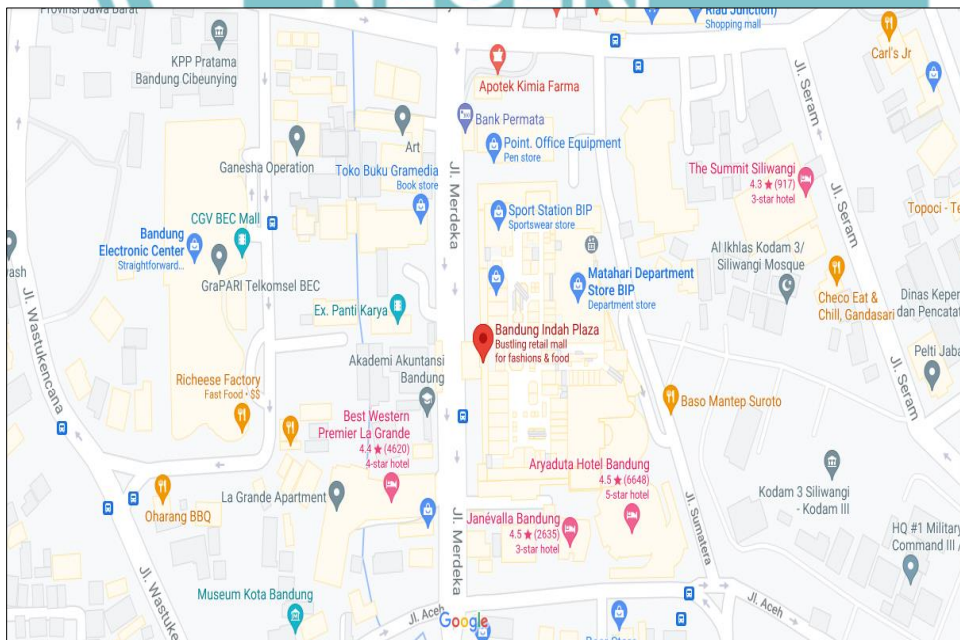 Provinsi Jawa Barat
KPP Pratama
Bandung Cibeunying
Riau Junction)
Shopping mall
Carl's Jr
Apotek Kimia Farma
Bank Permata
Art
Ganesha Operation
Point. Office Equipment
Pen store
Toko Buku Gramedia
Book store
Jl. Merdeka
Jl. Seram
The Summit Siliwangi
4.3 ★ (917)
3-star hotel
CGV BEC Mall
Bandung
Electronic Center
Straightforward...
GraPARI Telkomsel BEC
Sport Station BIP
Sportswear store
Topoci - Te
Jl. Seram
Al Ikhlas Kodam 3/
Siliwangi Mosque
Matahari Department
Store BIP
Department store
wash
Jl. Wastukencana
Ex. Panti Karya
Checo Eat &
Chill, Gandasari
Dinas Kepen
dan Pencatat
Bandung Indah Plaza
Bustling retail mall
for fashions & food
Akademi Akuntansi
Bandung
Pelti Jaba
Jl. Seram
Richeese Factory
Fast Food · $$
Baso Mantep Suroto
Best Western
Premier La Grande
4.4 ★ (4620)
4-star hotel
Aryaduta Hotel Bandung
4.5 ★ (6648)
5-star hotel
La Grande Apartment
Oharang BBQ
Kodam 3 Siliwangi
- Kodam III
Janévalla Bandung
4.5 ★ (2635)
3-star hotel
Jl. Merdeka
Jl. Sumatera
HQ #1 Military
Command III /
Jl. Wastuke
Museum Kota Bandung
Jl. Aceh
Google
Jl. Aceh